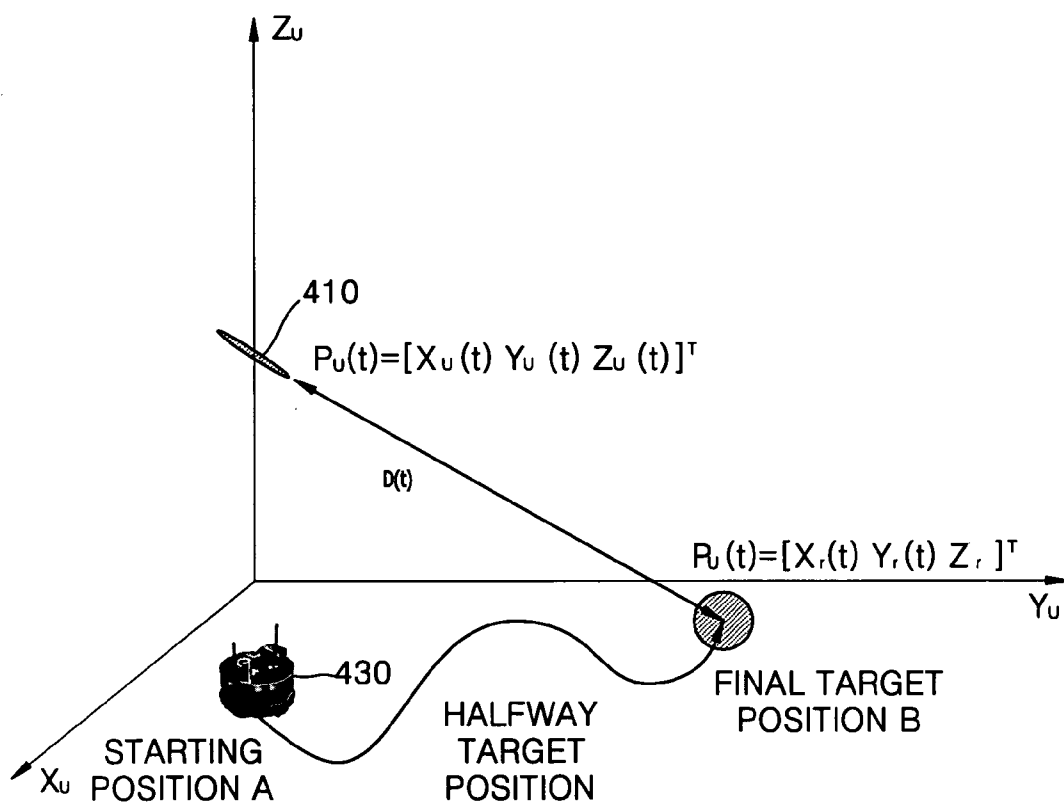 Zu
410
Pu(t)=[Xu(t) Yu(t) Zu(t)]ᵀ
D(t)
Pu(t)=[Xr(t) Yr(t) Zr]ᵀ
Yu
430
FINAL TARGET
POSITION B
HALFWAY
TARGET
POSITION
STARTING
POSITION A
Xu